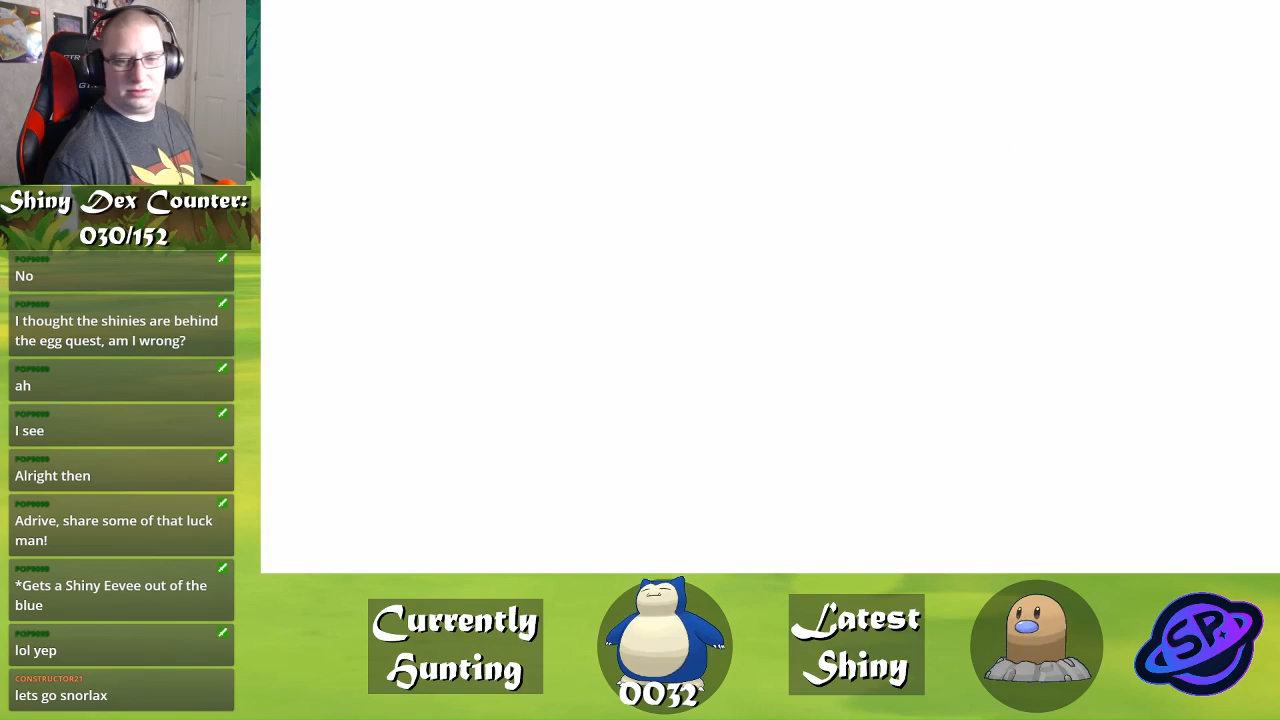 GTR
Shiny Dex Counter:
030/152
POP9099
No
I thought the shinies are behind
the egg quest, am I wrong?
ah
I see
Alright then
Adrive, share some of that luck
man!
*Gets a Shiny Eevee out of the
blue
lol yep
CONSTRUCTOR21
lets go snorlax
Currently
Hunting
0032
Latest
Shiny
SP